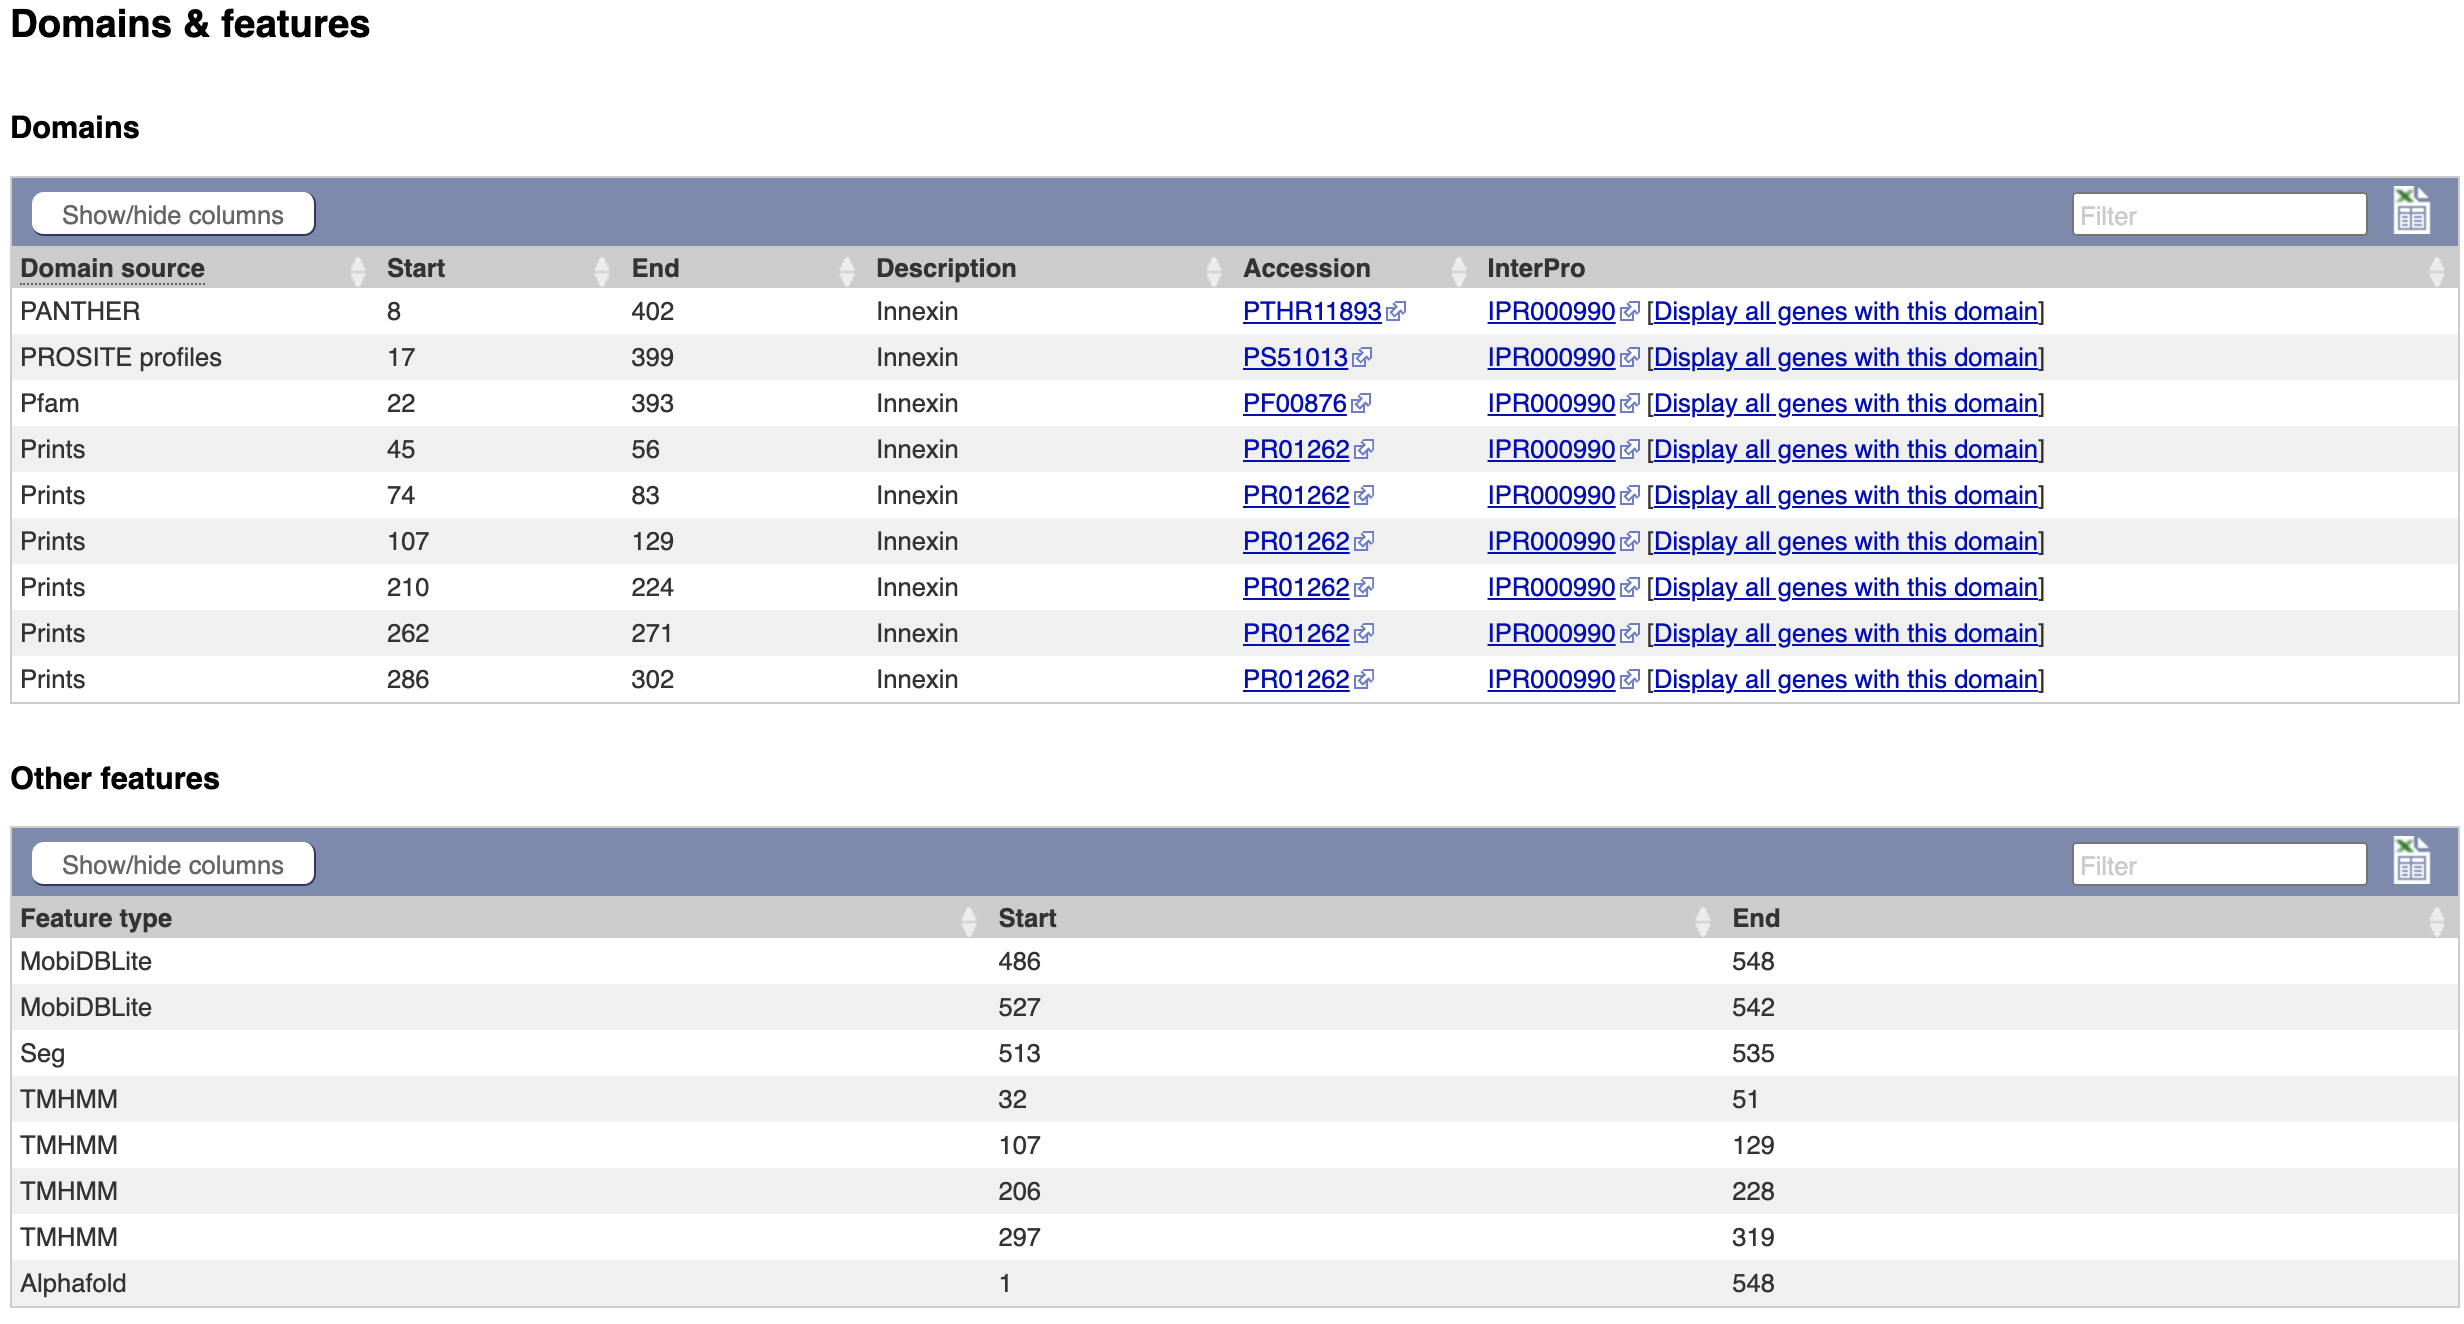 Domains & features
Domains
Show/hide columns Filter
Domain source Start End Description Accession InterPro
PANTHER 8 402 Innexin PTHR11893 IPR000990 [Display all genes with this domain]
PROSITE profiles 17 399 Innexin PS51013 IPR000990 [Display all genes with this domain]
Pfam 22 393 Innexin PF00876 IPR000990 [Display all genes with this domain]
Prints 45 56 Innexin PR01262 IPR000990 [Display all genes with this domain]
Prints 74 83 Innexin PR01262 IPR000990 [Display all genes with this domain]
Prints 107 129 Innexin PR01262 IPR000990 [Display all genes with this domain]
Prints 210 224 Innexin PR01262 IPR000990 [Display all genes with this domain]
Prints 262 271 Innexin PR01262 IPR000990 [Display all genes with this domain]
Prints 286 302 Innexin PR01262 IPR000990 [Display all genes with this domain]
Other features
Show/hide columns Filter
Feature type Start End
MobiDBLite 486 548
MobiDBLite 527 542
Seg 513 535
TMHMM 32 51
TMHMM 107 129
TMHMM 206 228
TMHMM 297 319
Alphafold 1 548